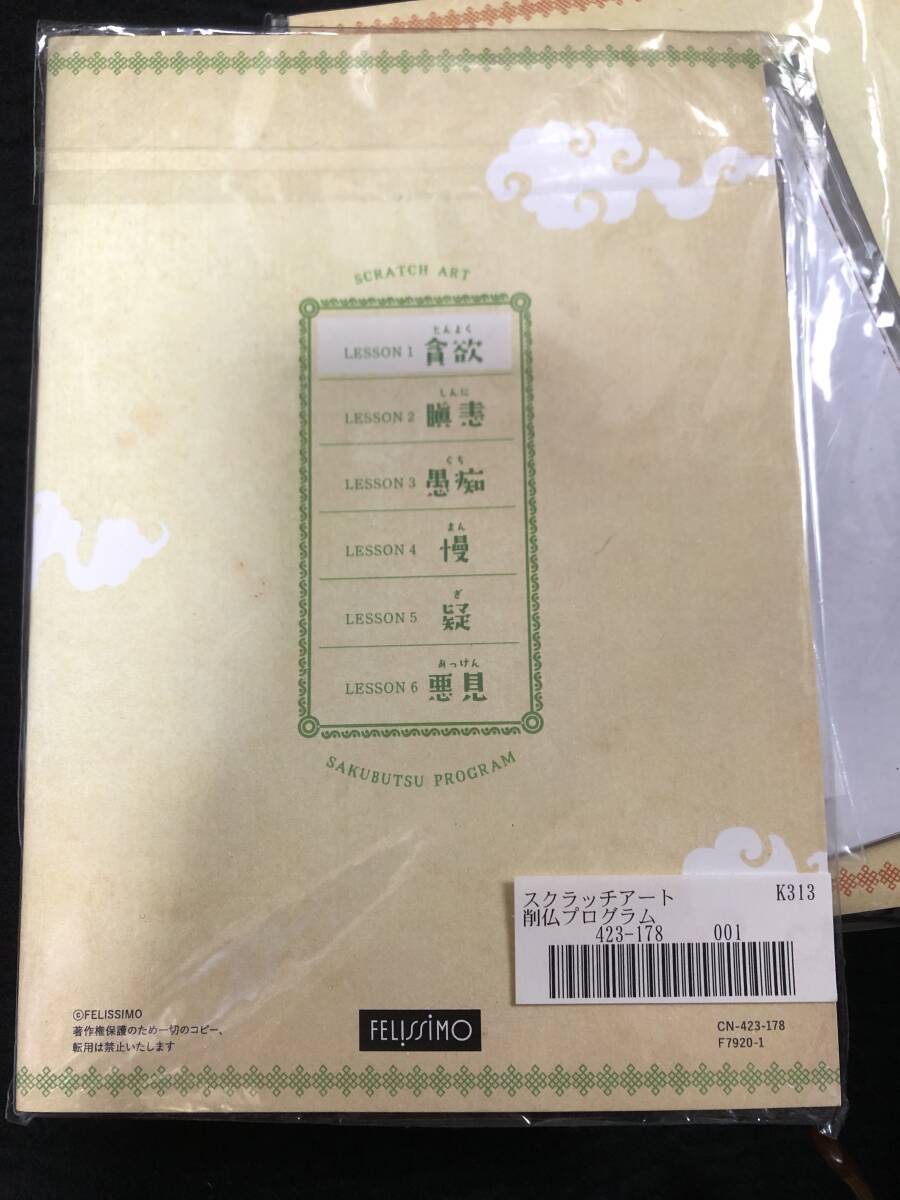 SCRATCH ART
とんよく
LESSON 1 貪欲
しんに
LESSON 2 瞋恚
ぐち
LESSON 3 愚痴
まん
LESSON 4 慢
ぎ
LESSON 5 疑
あっけん
LESSON 6 悪見
SAKUBUTSU PROGRAM
スクラッチアート K313
削仏プログラム
423-178 001
©FELISSIMO
著作権保護のため一切のコピー、
転用は禁止いたします
FELISSIMO
CN-423-178
F7920-1